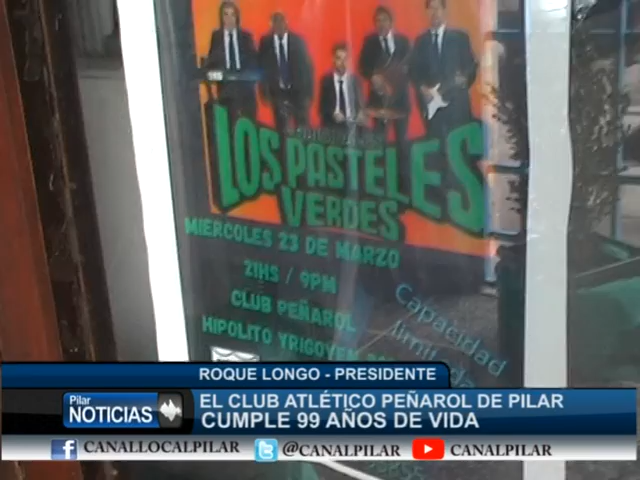 LOS PASTELES
VERDES
MIERCOLES 23 DE MARZO
21HS / 9PM
CLUB PEÑAROL
HIPOLITO YRIGOYEN
Capacidad
limitada
ROQUE LONGO - PRESIDENTE
Pilar
NOTICIAS
EL CLUB ATLÉTICO PEÑAROL DE PILAR
CUMPLE 99 AÑOS DE VIDA
CANALLOCALPILAR
@CANALPILAR
CANALPILAR